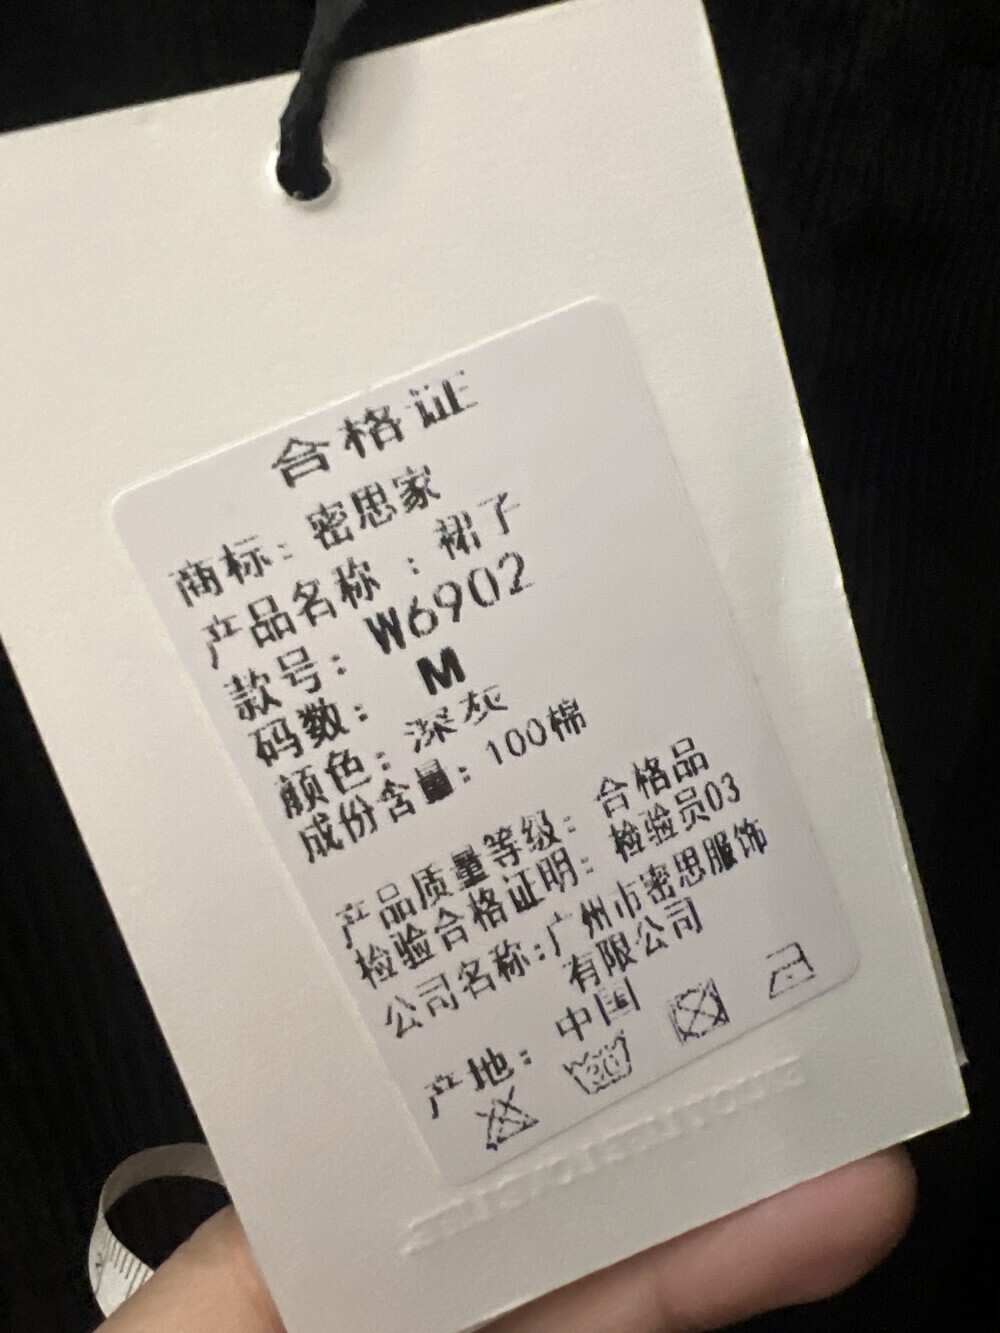 合格证
商标：密思家
产品名称：裙子
款号：W6902
码数：M
颜色：深灰
成份含量：100棉
产品质量等级：合格品
检验合格证明：检验员03
公司名称：广州市密思服饰
有限公司
产地：中国
30